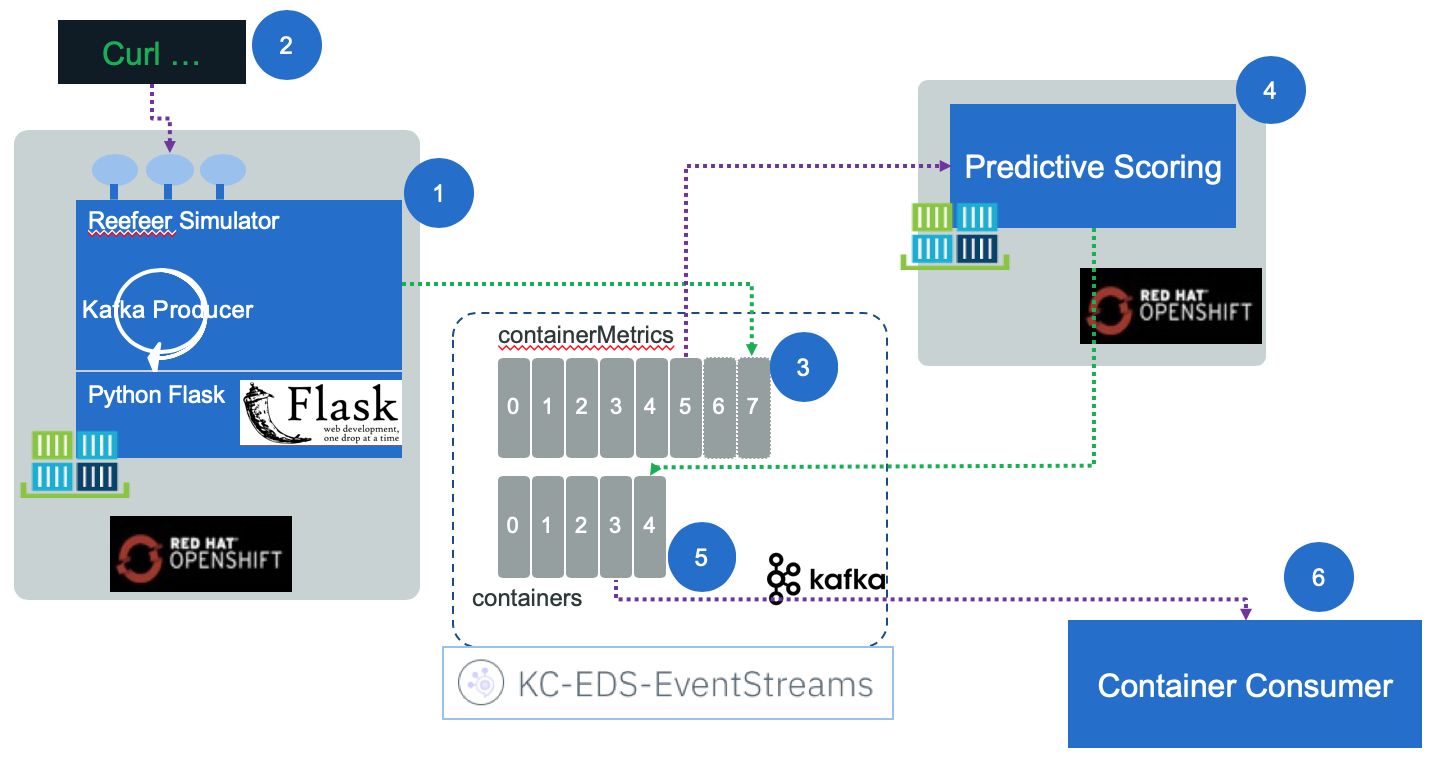 Curl …
2
4
Predictive Scoring
1
Reefeer Simulator
Kafka Producer
Python Flask
Flask
web development,
one drop at a time
RED HAT
OPENSHIFT
RED HAT
OPENSHIFT
containerMetrics
0 1 2 3 4 5 6 7
3
0 1 2 3 4
5
containers
kafka
KC-EDS-EventStreams
6
Container Consumer